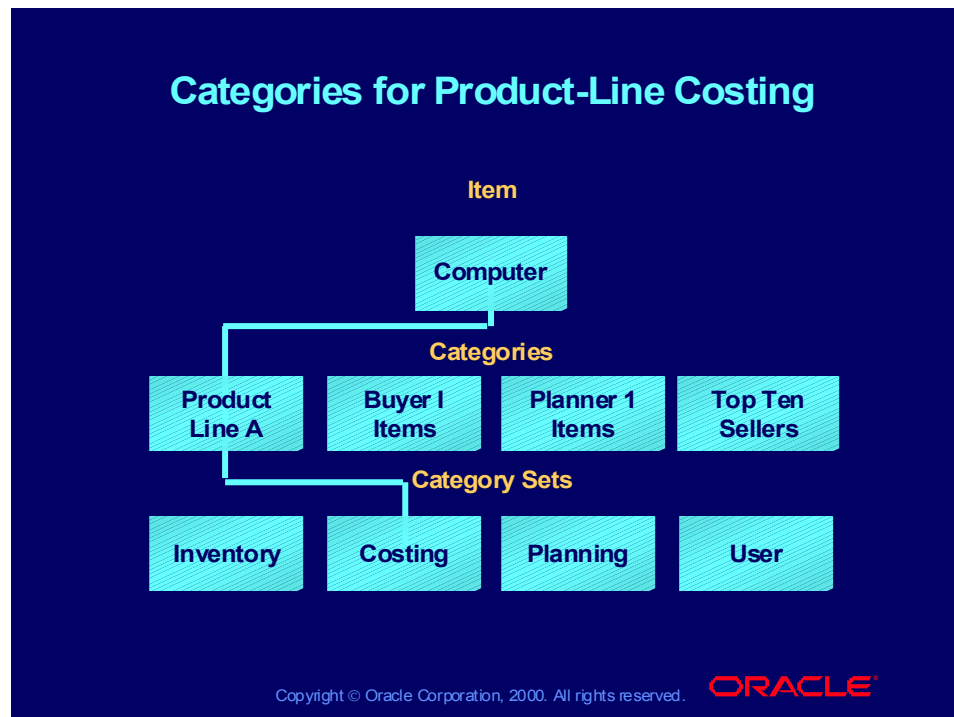 Categories for Product-Line Costing
Item
Computer
Categories
Product
Line A
Buyer I
Items
Planner 1
Items
Top Ten
Sellers
Category Sets
Inventory
Costing
Planning
User
Copyright © Oracle Corporation, 2000. All rights reserved.
ORACLE®